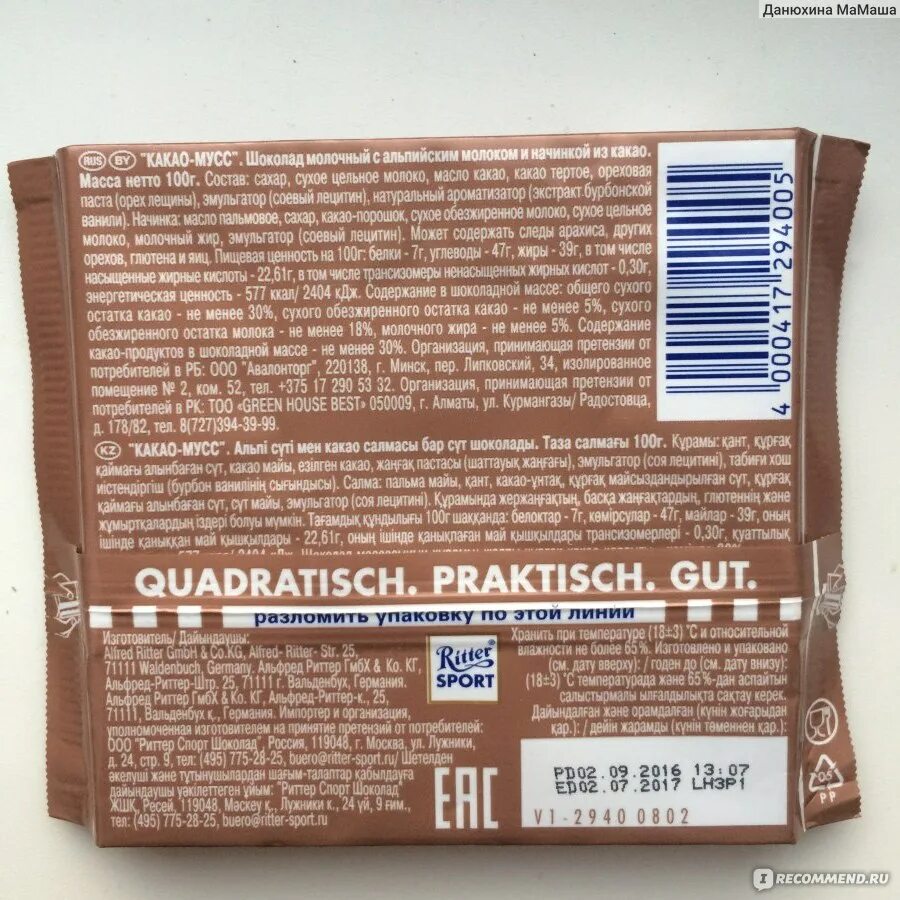 Данюхина МаМаша
RUS BY "КАКАО-МУСС". Шоколад молочный с альпийским молоком и начинкой из какао.
Масса нетто 100г. Состав: сахар, сухое цельное молоко, масло какао, какао тертое, ореховая
паста (орех лещины), эмульгатор (соевый лецитин), натуральный ароматизатор (экстракт бурбонской
ванили). Начинка: масло пальмовое, сахар, какао-порошок, сухое обезжиренное молоко, сухое цельное
молоко, молочный жир, эмульгатор (соевый лецитин). Может содержать следы арахиса, других
орехов, глютена и яиц. Пищевая ценность на 100г: белки - 7г, углеводы - 47г, жиры - 39г, в том числе
насыщенные жирные кислоты - 22,61г, в том числе трансизомеры ненасыщенных жирных кислот - 0,30г,
энергетическая ценность - 577 ккал/ 2404 кДж. Содержание в шоколадной массе: общего сухого
остатка какао - не менее 30%, сухого обезжиренного остатка какао - не менее 5%, сухого
обезжиренного остатка молока - не менее 18%, молочного жира - не менее 5%. Содержание
какао-продуктов в шоколадной массе - не менее 30%. Организация, принимающая претензии от
потребителей в РБ: ООО "Авалонторг", 220138, г. Минск, пер. Липковский, 34, изолированное
помещение № 2, ком. 52, тел. +375 17 290 53 32. Организация, принимающая претензии от
потребителей в РК: ТОО «GREEN HOUSE BEST» 050009, г. Алматы, ул. Курмангазы/ Радостовца,
д. 178/82, тел. 8(727)394-39-99.
4 000417 294005
KZ "КАКАО-МУСС". Альпі сүті мен какао салмасы бар сүт шоколады. Таза салмағы 100г. Құрамы: қант, құрғақ
қаймағы алынбаған сүт, какао майы, езілген какао, жаңғақ пастасы (шаттауық жаңғағы), эмульгатор (соя лецитині), табиғи хош
иістендіргіш (бурбон ванилінің сығындысы). Салма: пальма майы, қант, какао-ұнтақ, құрғақ майсыздандырылған сүт, құрғақ
қаймағы алынбаған сүт, сүт майы, эмульгатор (соя лецитині). Құрамында жержаңғақтың, басқа жаңғақтардың, глютеннің және
жұмыртқалардың іздері болуы мүмкін. Тағамдық құндылығы 100г шаққанда: белоктар - 7г, көмірсулар - 47г, майлар - 39г, оның
ішінде қаныққан май қышқылдары - 22,61г, оның ішінде қанықпаған май қышқылдары трансизомерлері - 0,30г, қуаттылық
577 ккал/ 2404 кДж.
QUADRATISCH. PRAKTISCH. GUT.
разломить упаковку по этой линии
Изготовитель/ Дайындаушы:
Alfred Ritter GmbH & Co.KG, Alfred- Ritter- Str. 25,
71111 Waldenbuch, Germany. Альфред Риттер ГмбХ & Ко. КГ,
Альфред-Риттер-Штр. 25, 71111 г. Вальденбух, Германия.
Альфред Риттер ГмбХ & Ко. КГ, Альфред-Риттер-к., 25,
71111, Вальденбух к., Германия. Импортер и организация,
уполномоченная изготовителем на принятие претензий от потребителей:
ООО "Риттер Спорт Шоколад", Россия, 119048, г. Москва, ул. Лужники,
д. 24, стр. 9, тел: (495) 775-28-25, buero@ritter-sport.ru/ Шетелден
әкелуші және тұтынушылардан шағым-талаптар қабылдауға
дайындаушы уәкілеттеген ұйым: "Риттер Спорт Шоколад"
ЖШҚ, Ресей, 119048, Маскеу қ., Лужники к., 24 үй, 9 ғим.,
тел: (495) 775-28-25, buero@ritter-sport.ru
Ritter
SPORT
EAC
Хранить при температуре (18±3) °С и относительной
влажности не более 65%. Изготовлено и упаковано
(см. дату вверху): / годен до (см. дату внизу):
(18±3) °С температурада және 65%-дан аспайтын
салыстырмалы ылғалдылықта сақтау керек.
Дайындалған және орамдалған (күнін жоғарыдан
қар.): / дейін жарамды (күнін төменнен қар.):
PD02.09.2016 13:07
ED02.07.2017 LH3P1
V1-2940 0802
05
PP
IRECOMMEND.RU